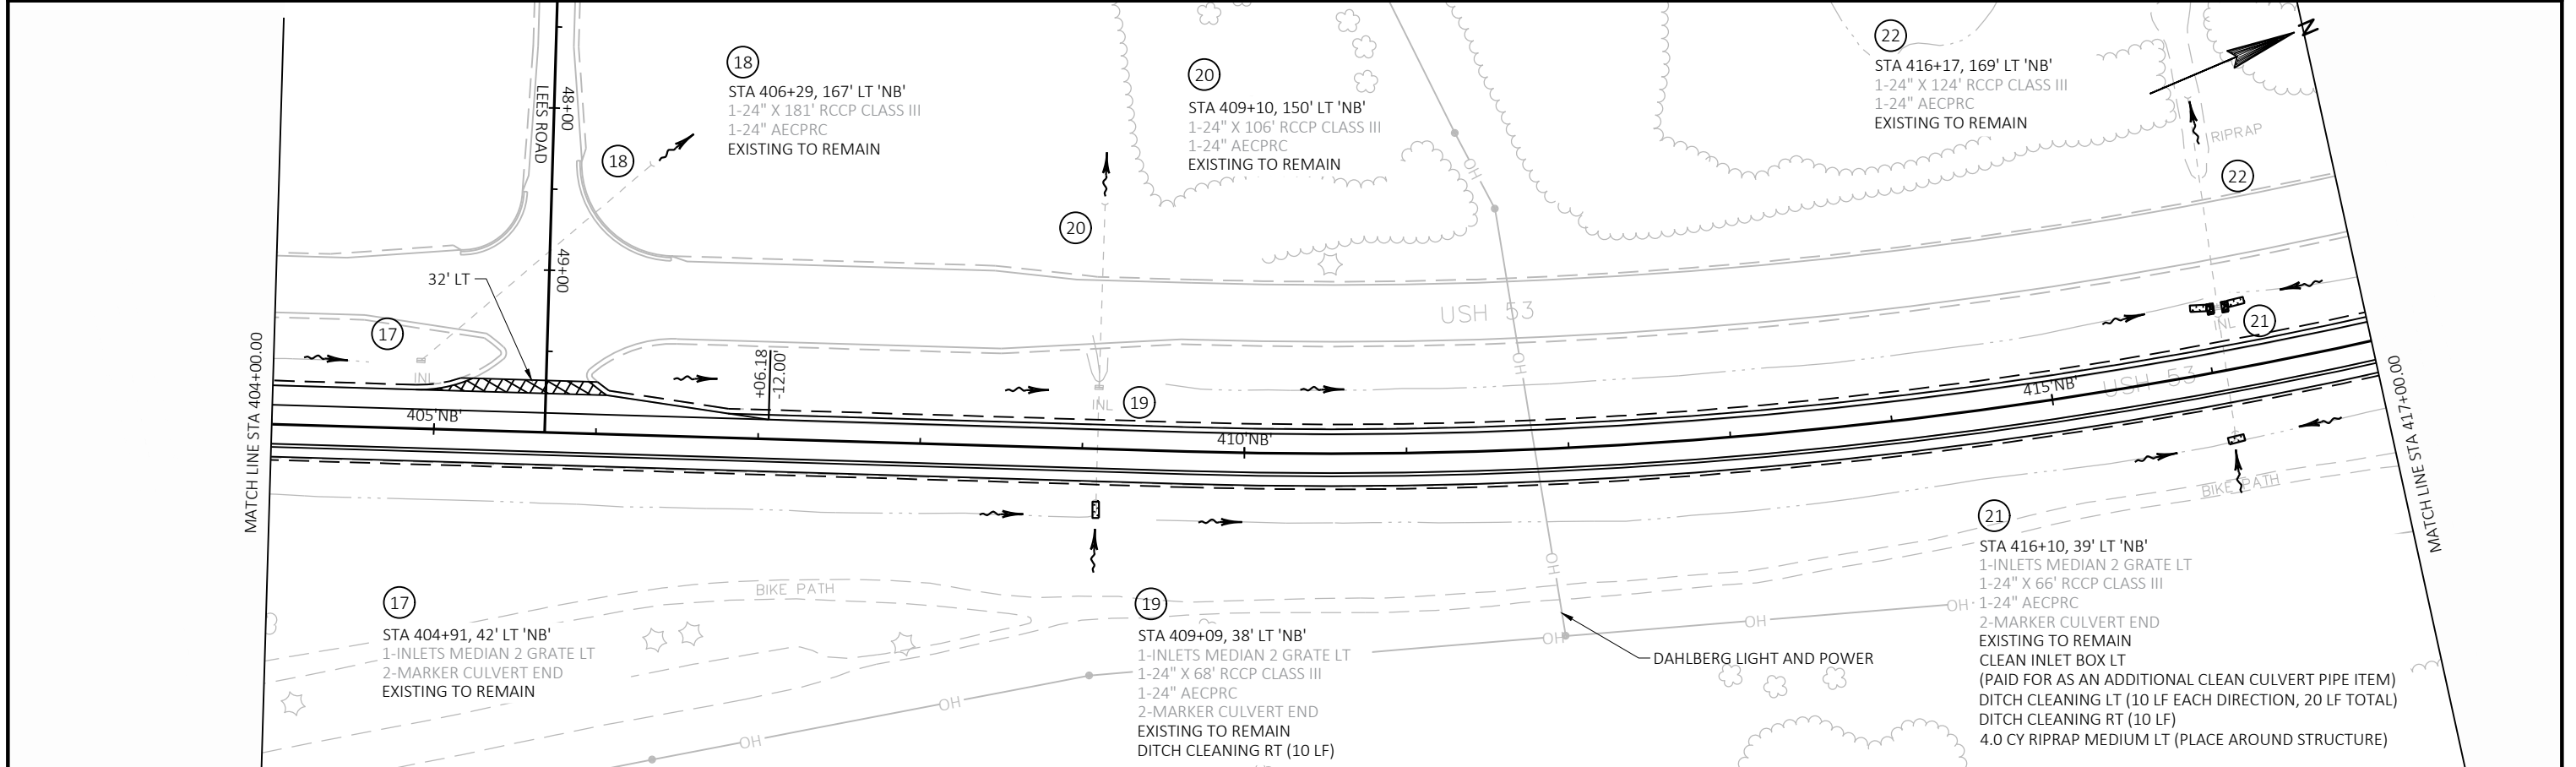 18
STA 406+29, 167' LT 'NB'
1-24" X 181' RCCP CLASS III
1-24" AECPRC
EXISTING TO REMAIN
20
STA 409+10, 150' LT 'NB'
1-24" X 106' RCCP CLASS III
1-24" AECPRC
EXISTING TO REMAIN
22
STA 416+17, 169' LT 'NB'
1-24" X 124' RCCP CLASS III
1-24" AECPRC
EXISTING TO REMAIN
N
LEES ROAD
48+00
49+00
18
20
RIPRAP
22
OH
32' LT
17
INL
+06.18
-12.00'
USH 53
OH
INL
19
INL
21
USH 53
MATCH LINE STA 404+00.00
405'NB'
410'NB'
415'NB'
MATCH LINE STA 417+00.00
BIKE PATH
BIKE PATH
OH
OH
OH
OH
OH
OH
DAHLBERG LIGHT AND POWER
17
STA 404+91, 42' LT 'NB'
1-INLETS MEDIAN 2 GRATE LT
2-MARKER CULVERT END
EXISTING TO REMAIN
19
STA 409+09, 38' LT 'NB'
1-INLETS MEDIAN 2 GRATE LT
1-24" X 68' RCCP CLASS III
1-24" AECPRC
2-MARKER CULVERT END
EXISTING TO REMAIN
DITCH CLEANING RT (10 LF)
21
STA 416+10, 39' LT 'NB'
1-INLETS MEDIAN 2 GRATE LT
1-24" X 66' RCCP CLASS III
1-24" AECPRC
2-MARKER CULVERT END
EXISTING TO REMAIN
CLEAN INLET BOX LT
(PAID FOR AS AN ADDITIONAL CLEAN CULVERT PIPE ITEM)
DITCH CLEANING LT (10 LF EACH DIRECTION, 20 LF TOTAL)
DITCH CLEANING RT (10 LF)
4.0 CY RIPRAP MEDIUM LT (PLACE AROUND STRUCTURE)